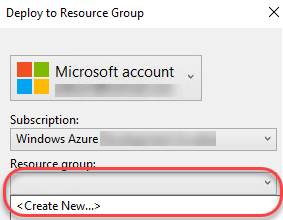 Deploy to Resource Group
Microsoft account
Subscription:
Windows Azure
Resource group:
<Create New...>